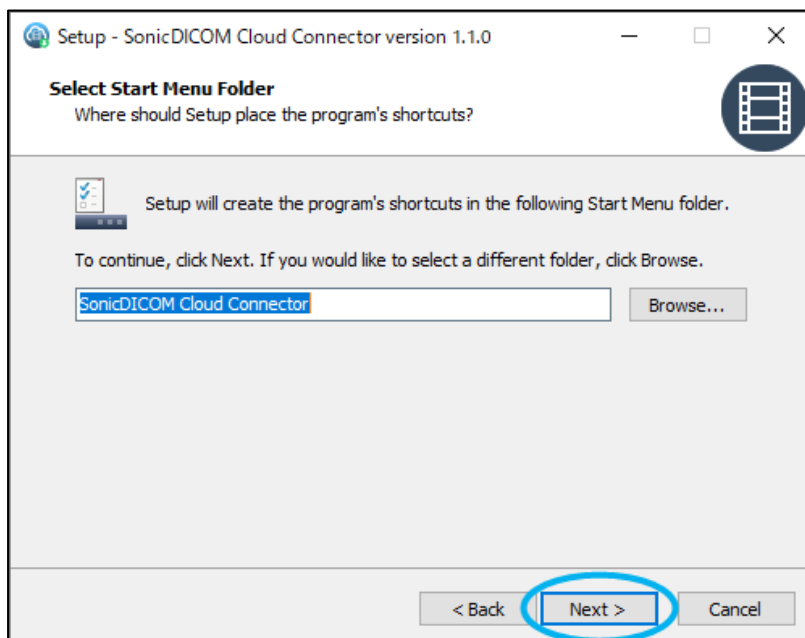 Setup - SonicDICOM Cloud Connector version 1.1.0
Select Start Menu Folder
Where should Setup place the program's shortcuts?
Setup will create the program's shortcuts in the following Start Menu folder.
To continue, click Next. If you would like to select a different folder, click Browse.
SonicDICOM Cloud Connector
Browse...
< Back
Next >
Cancel